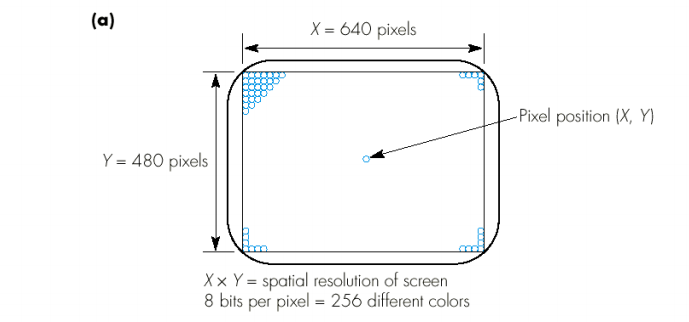 (a)
X = 640 pixels
Pixel position (X, Y)
Y = 480 pixels
X × Y = spatial resolution of screen
8 bits per pixel = 256 different colors